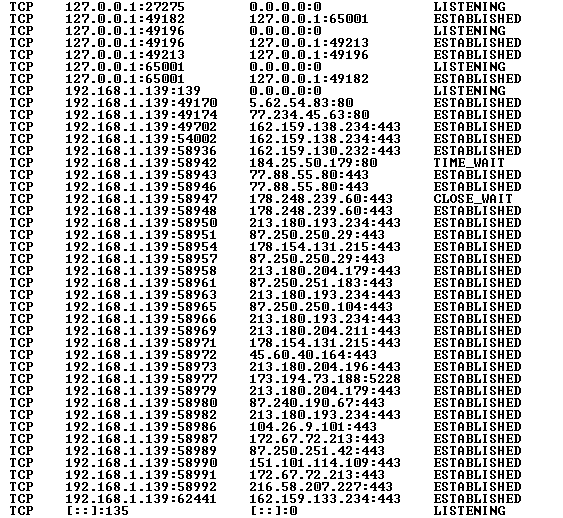 TCP 127.0.0.1:27275 0.0.0.0:0 LISTENING
TCP 127.0.0.1:49182 127.0.0.1:65001 ESTABLISHED
TCP 127.0.0.1:49196 0.0.0.0:0 LISTENING
TCP 127.0.0.1:49196 127.0.0.1:49213 ESTABLISHED
TCP 127.0.0.1:49213 127.0.0.1:49196 ESTABLISHED
TCP 127.0.0.1:65001 0.0.0.0:0 LISTENING
TCP 127.0.0.1:65001 127.0.0.1:49182 ESTABLISHED
TCP 192.168.1.139:139 0.0.0.0:0 LISTENING
TCP 192.168.1.139:49170 5.62.54.83:80 ESTABLISHED
TCP 192.168.1.139:49174 77.234.45.63:80 ESTABLISHED
TCP 192.168.1.139:49702 162.159.138.234:443 ESTABLISHED
TCP 192.168.1.139:54002 162.159.138.234:443 ESTABLISHED
TCP 192.168.1.139:58936 162.159.130.232:443 ESTABLISHED
TCP 192.168.1.139:58942 184.25.50.179:80 TIME_WAIT
TCP 192.168.1.139:58943 77.88.55.80:443 ESTABLISHED
TCP 192.168.1.139:58946 77.88.55.80:443 ESTABLISHED
TCP 192.168.1.139:58947 178.248.239.60:443 CLOSE_WAIT
TCP 192.168.1.139:58948 178.248.239.60:443 ESTABLISHED
TCP 192.168.1.139:58950 213.180.193.234:443 ESTABLISHED
TCP 192.168.1.139:58951 87.250.250.29:443 ESTABLISHED
TCP 192.168.1.139:58954 178.154.131.215:443 ESTABLISHED
TCP 192.168.1.139:58957 87.250.250.29:443 ESTABLISHED
TCP 192.168.1.139:58958 213.180.204.179:443 ESTABLISHED
TCP 192.168.1.139:58961 87.250.251.183:443 ESTABLISHED
TCP 192.168.1.139:58963 213.180.193.234:443 ESTABLISHED
TCP 192.168.1.139:58965 87.250.250.104:443 ESTABLISHED
TCP 192.168.1.139:58966 213.180.193.234:443 ESTABLISHED
TCP 192.168.1.139:58969 213.180.204.211:443 ESTABLISHED
TCP 192.168.1.139:58971 178.154.131.215:443 ESTABLISHED
TCP 192.168.1.139:58972 45.60.40.164:443 ESTABLISHED
TCP 192.168.1.139:58973 213.180.204.196:443 ESTABLISHED
TCP 192.168.1.139:58977 173.194.73.188:5228 ESTABLISHED
TCP 192.168.1.139:58979 213.180.204.179:443 ESTABLISHED
TCP 192.168.1.139:58980 87.240.190.67:443 ESTABLISHED
TCP 192.168.1.139:58982 213.180.193.234:443 ESTABLISHED
TCP 192.168.1.139:58986 104.26.9.101:443 ESTABLISHED
TCP 192.168.1.139:58987 172.67.72.213:443 ESTABLISHED
TCP 192.168.1.139:58989 87.250.251.42:443 ESTABLISHED
TCP 192.168.1.139:58990 151.101.114.109:443 ESTABLISHED
TCP 192.168.1.139:58991 172.67.72.213:443 ESTABLISHED
TCP 192.168.1.139:58992 216.58.207.227:443 ESTABLISHED
TCP 192.168.1.139:62441 162.159.133.234:443 ESTABLISHED
TCP [::]:135 [::]:0 LISTENING